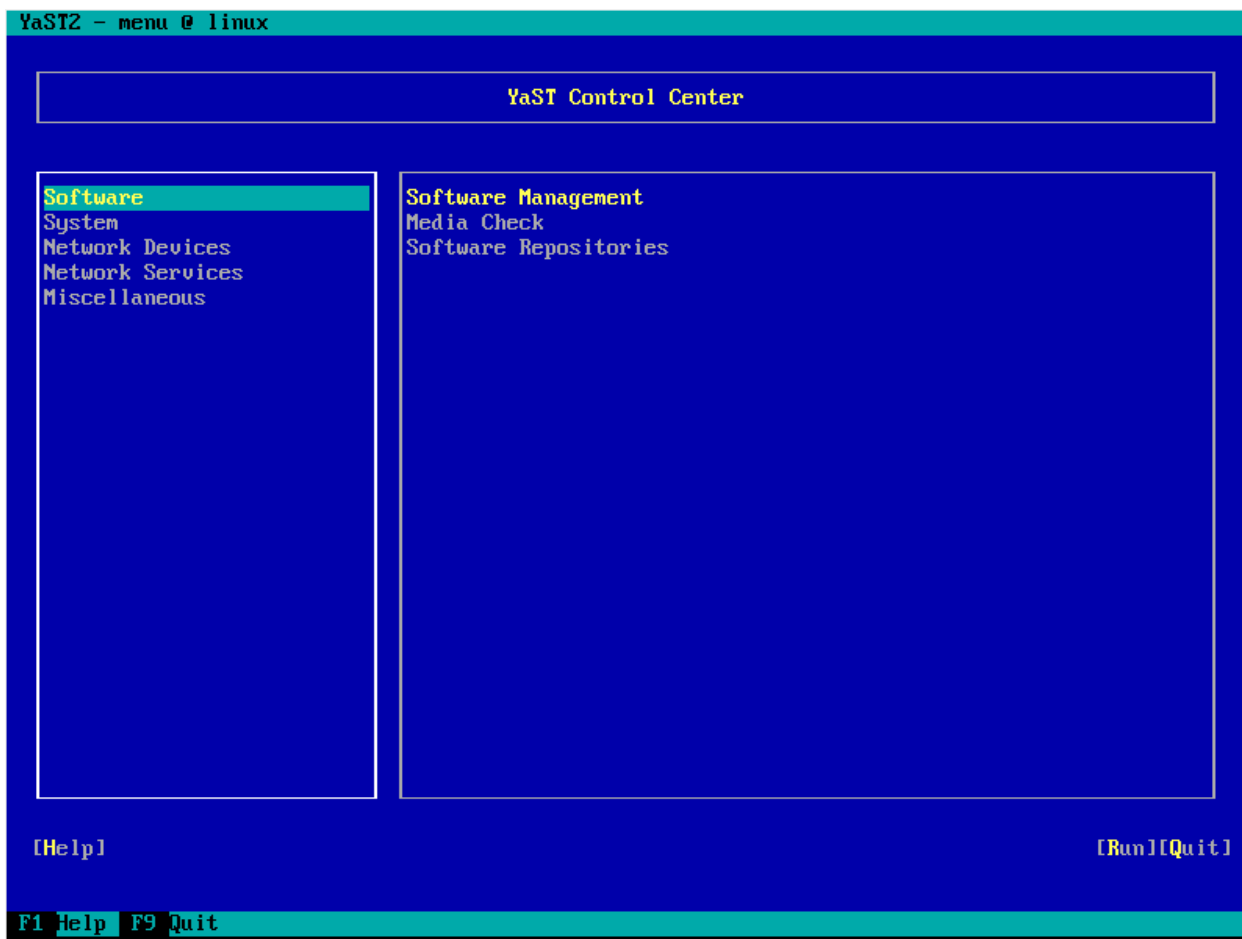 YaST2 - menu @ linux
YaST Control Center
Software
System
Network Devices
Network Services
Miscellaneous
Software Management
Media Check
Software Repositories
[Help] [Run][Quit]
F1 Help F9 Quit